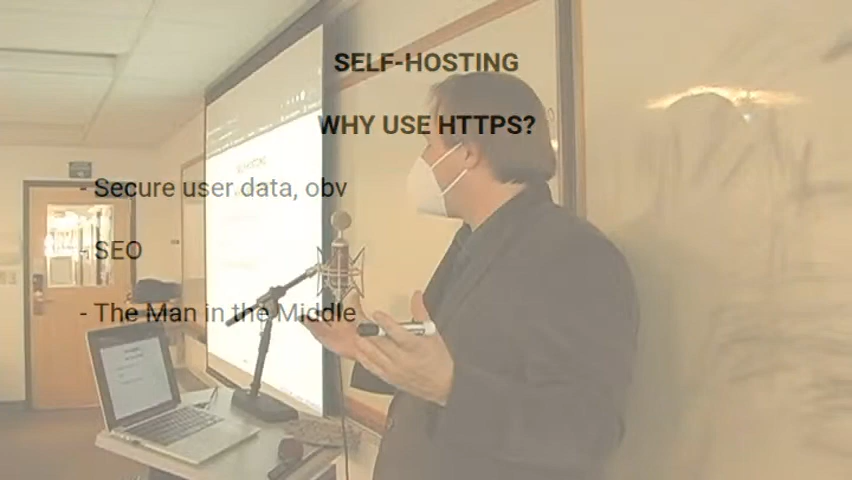 SELF-HOSTING
WHY USE HTTPS?
- Secure user data, obv
- SEO
- The Man in the Middle